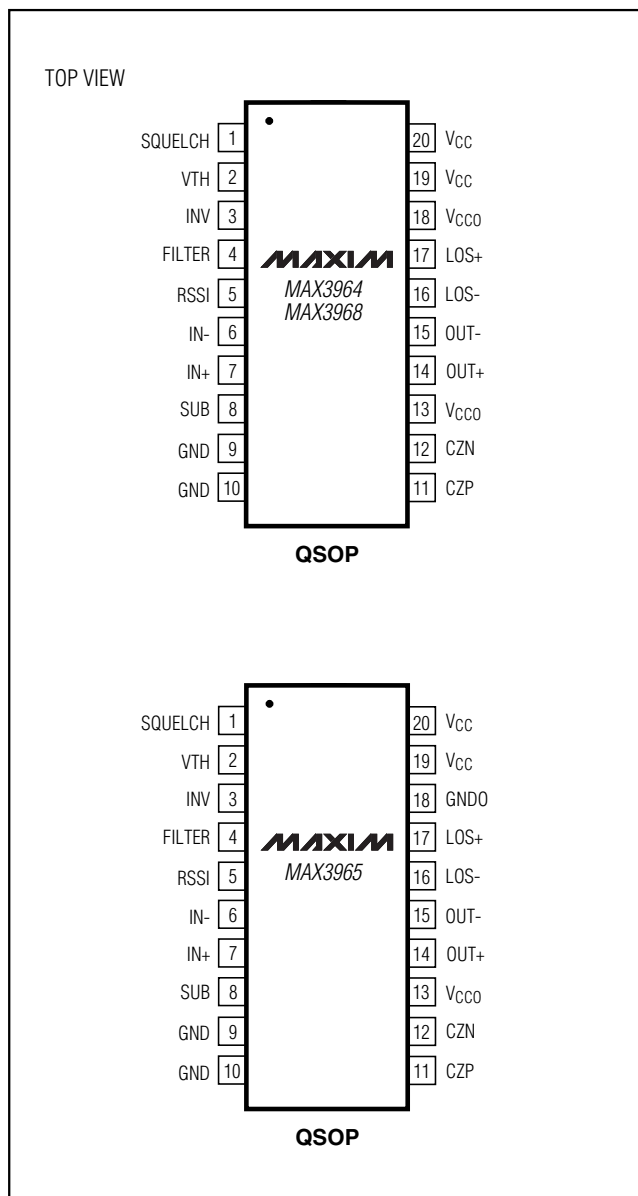 TOP VIEW
SQUELCH 1 20 VCC
VTH 2 19 VCC
INV 3 18 VCCO
FILTER 4 MAXIM 17 LOS+
RSSI 5 MAX3964 16 LOS-
MAX3968
IN- 6 15 OUT-
IN+ 7 14 OUT+
SUB 8 13 VCCO
GND 9 12 CZN
GND 10 11 CZP
QSOP
SQUELCH 1 20 VCC
VTH 2 19 VCC
INV 3 18 GNDO
FILTER 4 MAXIM 17 LOS+
RSSI 5 MAX3965 16 LOS-
IN- 6 15 OUT-
IN+ 7 14 OUT+
SUB 8 13 VCCO
GND 9 12 CZN
GND 10 11 CZP
QSOP